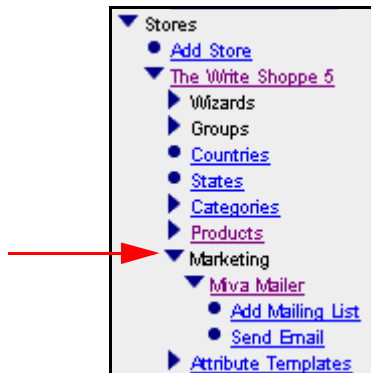 Stores
Add Store
The Write Shoppe 5
Wizards
Groups
Countries
States
Categories
Products
Marketing
Miva Mailer
Add Mailing List
Send Email
Attribute Templates